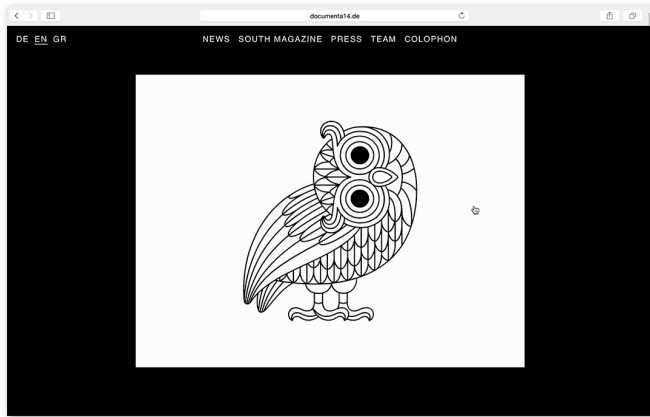 documenta14.de
DE EN GR
NEWS SOUTH MAGAZINE PRESS TEAM COLOPHON